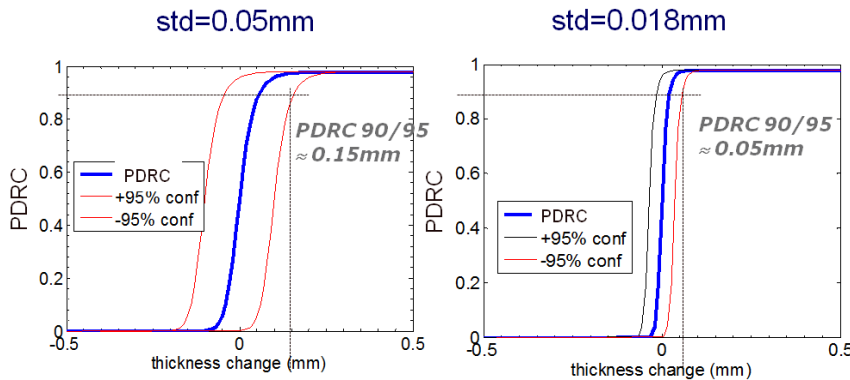 std=0.05mm
1
0.8
0.6
0.4
0.2
0
-0.5
0
0.5
PDRC
thickness change (mm)
PDRC 90/95
≈ 0.15mm
PDRC
+95% conf
-95% conf
std=0.018mm
1
0.8
0.6
0.4
0.2
0
-0.5
0
0.5
PDRC
thickness change (mm)
PDRC 90/95
≈ 0.05mm
PDRC
+95% conf
-95% conf